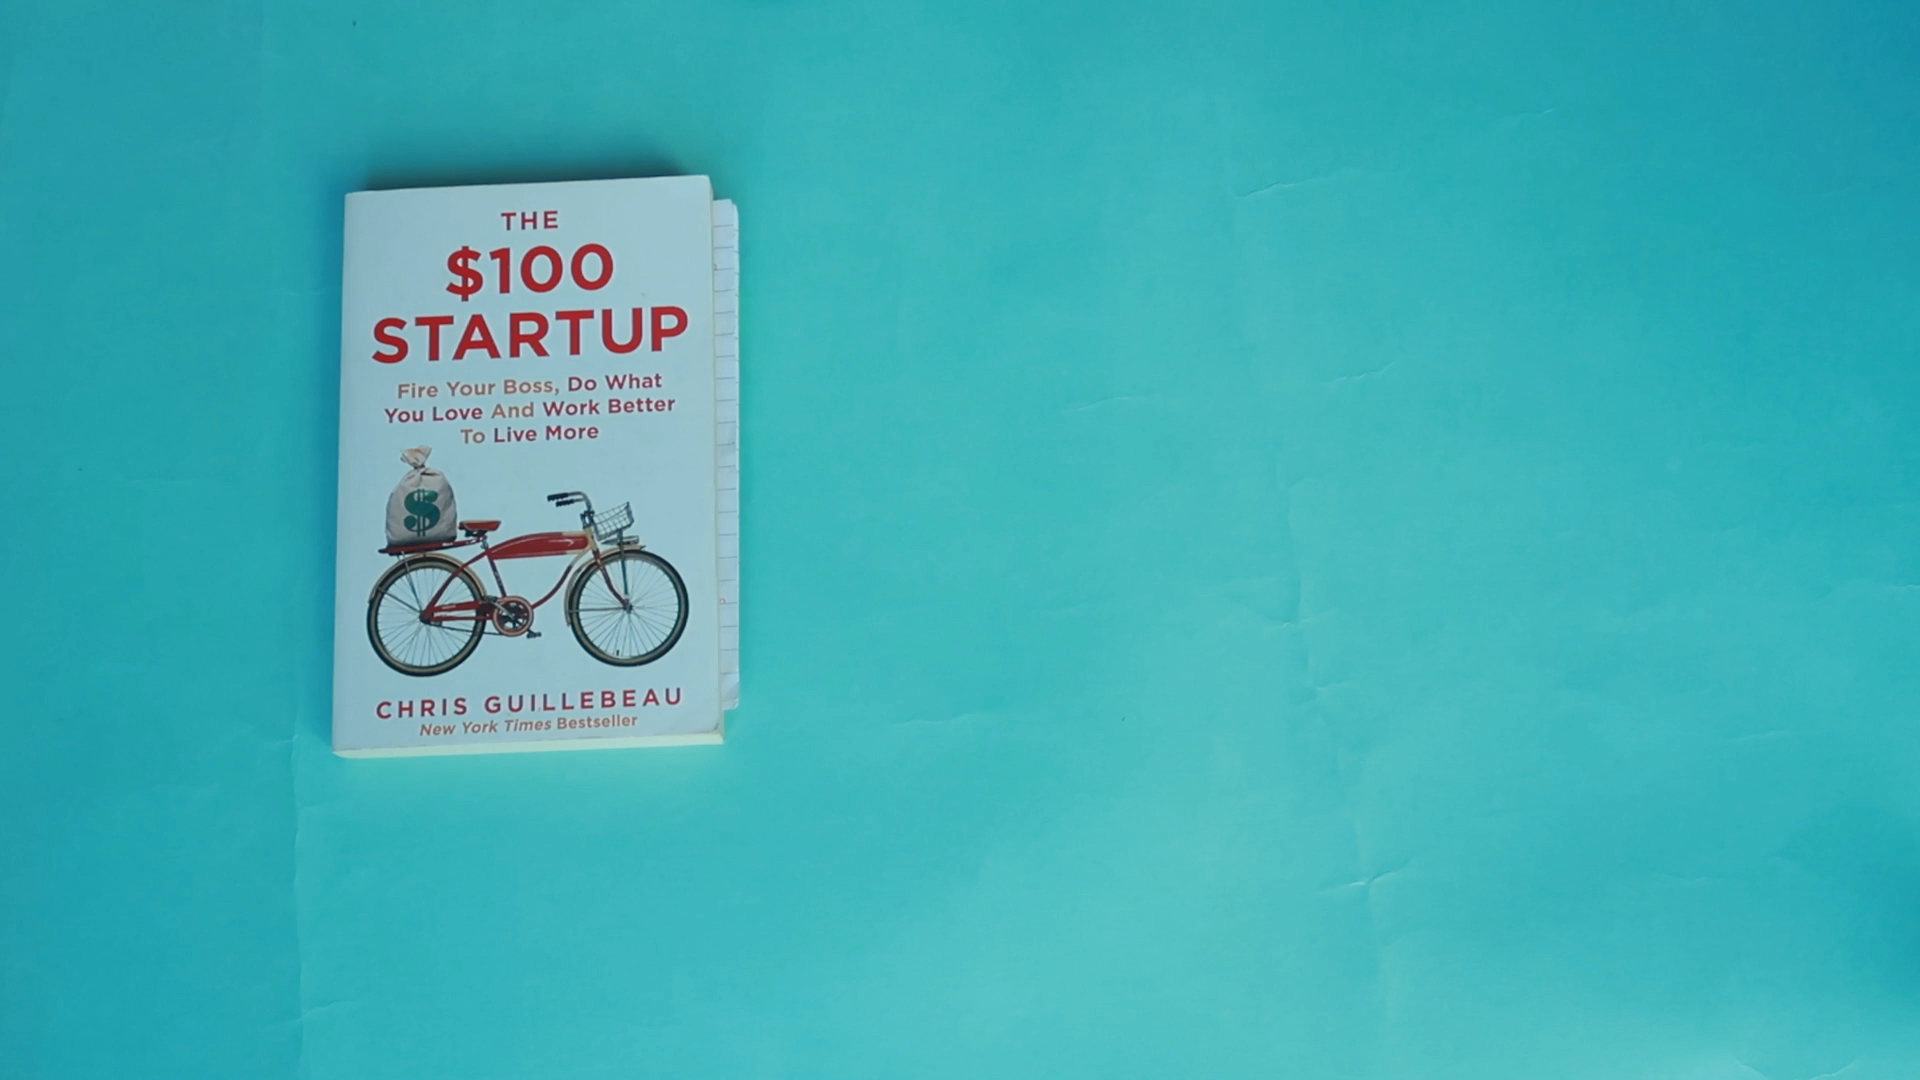 THE
$100
STARTUP
Fire Your Boss, Do What
You Love And Work Better
To Live More
$
CHRIS GUILLEBEAU
New York Times Bestseller